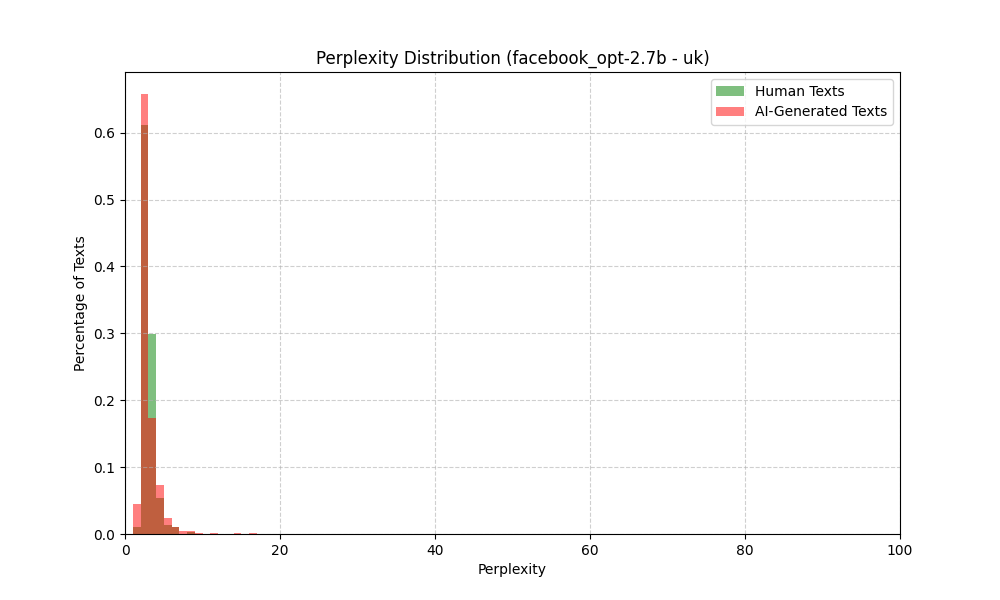 Perplexity Distribution (facebook_opt-2.7b - uk)
Human Texts
AI-Generated Texts
Percentage of Texts
0.6
0.5
0.4
0.3
0.2
0.1
0.0
0 20 40 60 80 100
Perplexity